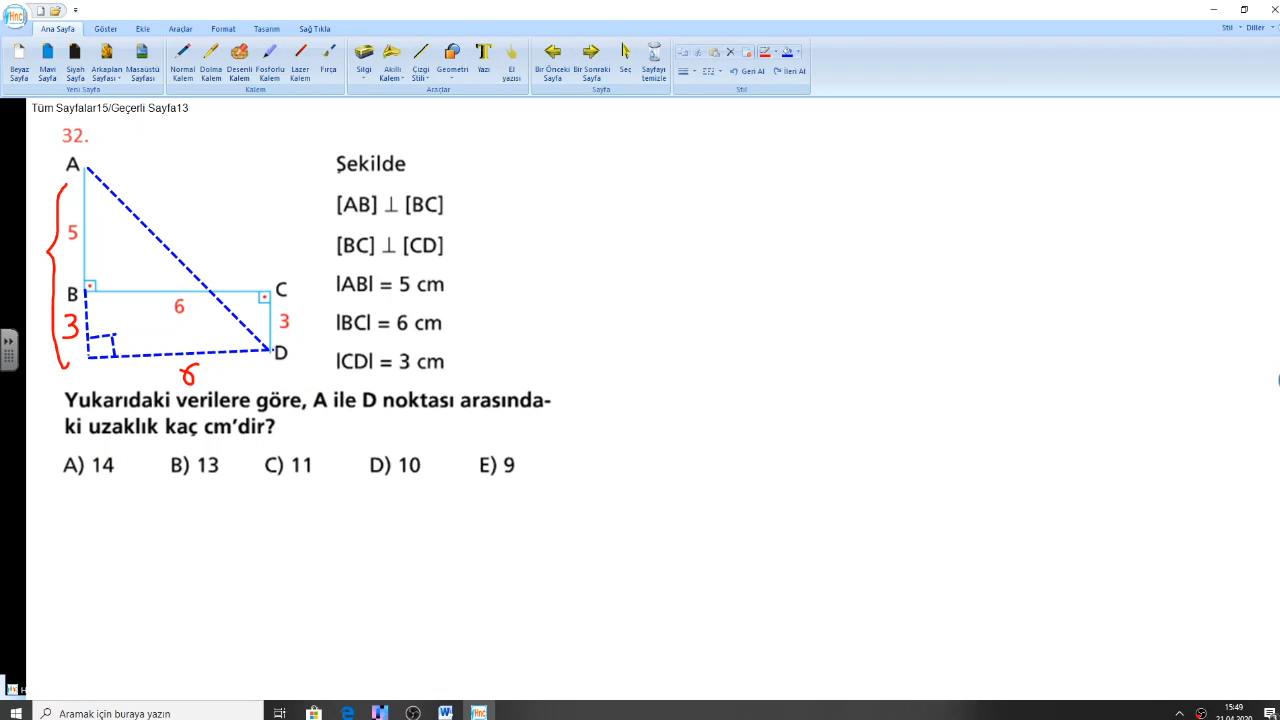 Stil Diller
Ana Sayfa Göster Ekle Araçlar Format Tasarım Sağ Tıkla
Beyaz Sayfa Mavi Sayfa Siyah Sayfa Arkaplan Sayfası Masaüstü Sayfası Normal Kalem Dolma Kalem Desenli Kalem Fosforlu Kalem Lazer Kalem Fırça Silgi Akıllı Kalem Çizgi Stili Geometri Yazı El yazısı Bir Önceki Sayfa Bir Sonraki Sayfa Seç Sayfayı temizle Geri Al İleri Al
Yeni Sayfa Kalem Araçlar Sayfa Stil
Tüm Sayfalar15/Geçerli Sayfa13
32.
A
5
B
6
C
3
3
D
6
Şekilde
[AB] ⊥ [BC]
[BC] ⊥ [CD]
|AB| = 5 cm
|BC| = 6 cm
|CD| = 3 cm
Yukarıdaki verilere göre, A ile D noktası arasında-
ki uzaklık kaç cm'dir?
A) 14 B) 13 C) 11 D) 10 E) 9
Aramak için buraya yazın
15:49
21.04.2020